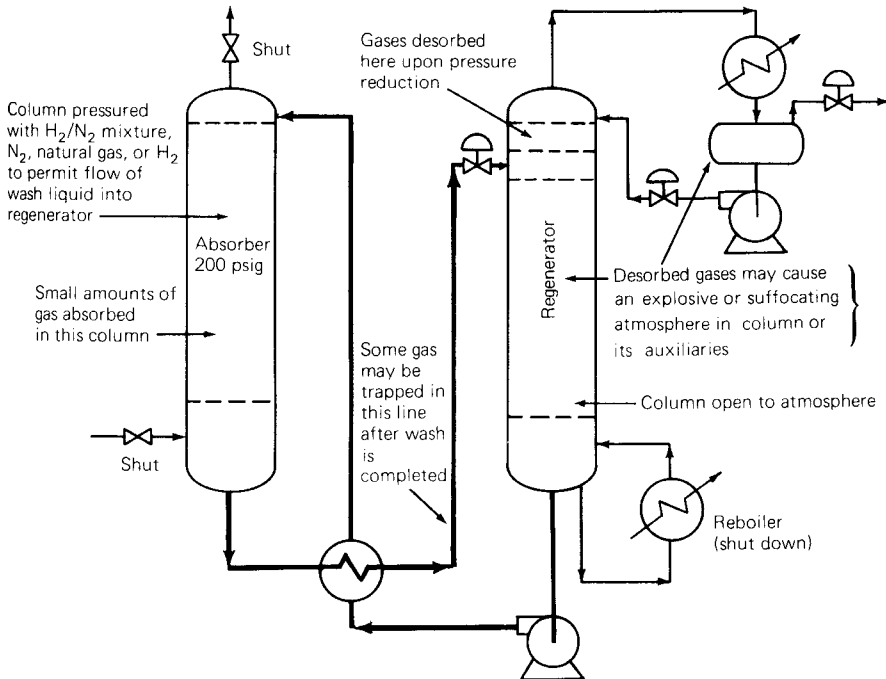 Shut
Column pressured
with H₂/N₂ mixture,
N₂, natural gas, or H₂
to permit flow of
wash liquid into
regenerator
Absorber
200 psig
Small amounts of
gas absorbed
in this column
Shut
Some gas
may be
trapped in
this line
after wash
is
completed
Gases desorbed
here upon pressure
reduction
Regenerator
Desorbed gases may cause
an explosive or suffocating
atmosphere in column or
its auxiliaries
Column open to atmosphere
Reboiler
(shut down)